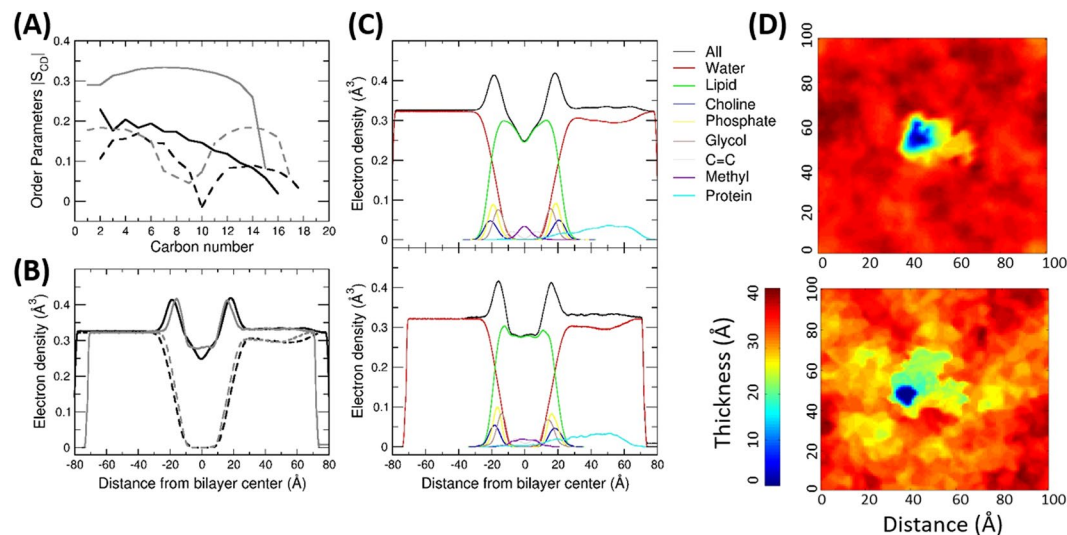 (A)
Order Parameters |S_CD|
0.4
0.3
0.2
0.1
0
0 2 4 6 8 10 12 14 16 18 20
Carbon number
(B)
Electron density (Å³)
0.4
0.3
0.2
0.1
0
-80 -60 -40 -20 0 20 40 60 80
Distance from bilayer center (Å)
(C)
Electron density (Å³)
0.4
0.3
0.2
0.1
0
Electron density (Å³)
0.4
0.3
0.2
0.1
0
-80 -60 -40 -20 0 20 40 60 80
Distance from bilayer center (Å)
All
Water
Lipid
Choline
Phosphate
Glycol
C=C
Methyl
Protein
(D)
100
80
60
40
20
0
0 20 40 60 80 100
Thickness (Å)
40
30
20
10
0
100
80
60
40
20
0
0 20 40 60 80 100
Distance (Å)